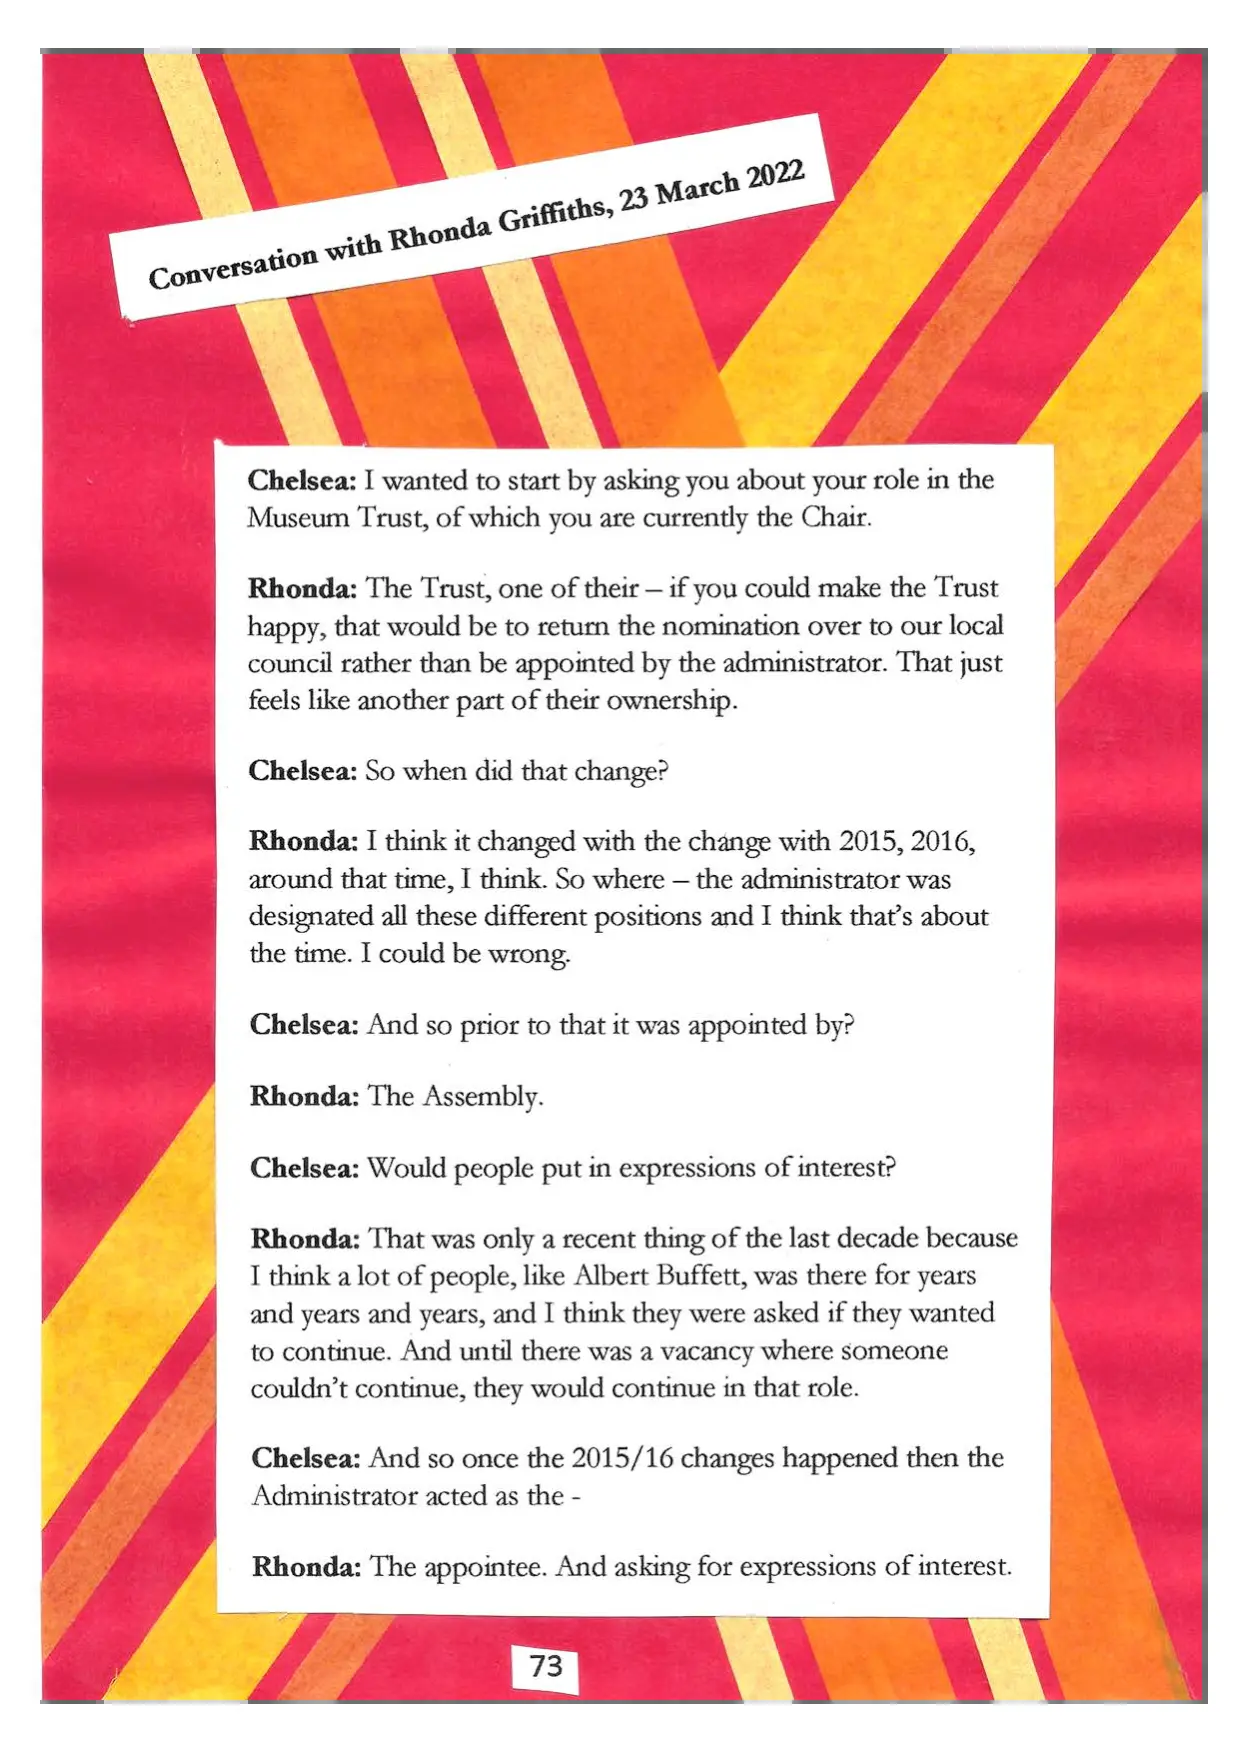 Conversation with Rhonda Griffiths, 23 March 2022
Chelsea: I wanted to start by asking you about your role in the
Museum Trust, of which you are currently the Chair.
Rhonda: The Trust, one of their – if you could make the Trust
happy, that would be to return the nomination over to our local
council rather than be appointed by the administrator. That just
feels like another part of their ownership.
Chelsea: So when did that change?
Rhonda: I think it changed with the change with 2015, 2016,
around that time, I think. So where – the administrator was
designated all these different positions and I think that's about
the time. I could be wrong.
Chelsea: And so prior to that it was appointed by?
Rhonda: The Assembly.
Chelsea: Would people put in expressions of interest?
Rhonda: That was only a recent thing of the last decade because
I think a lot of people, like Albert Buffett, was there for years
and years and years, and I think they were asked if they wanted
to continue. And until there was a vacancy where someone
couldn't continue, they would continue in that role.
Chelsea: And so once the 2015/16 changes happened then the
Administrator acted as the -
Rhonda: The appointee. And asking for expressions of interest.
73